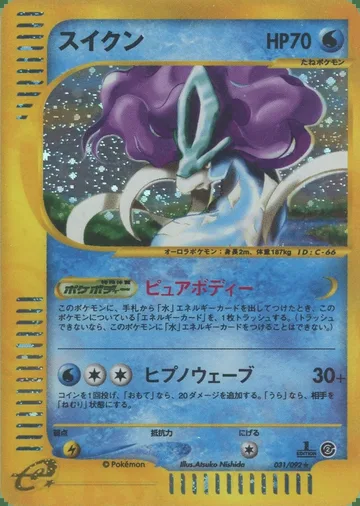 スイクン HP70
たねポケモン
オーロラポケモン：身長2m、体重187kg ID：C-66
特殊体質
ポケボディー ピュアボディー
このポケモンに、手札から「水」エネルギーカードを出してつけたとき、この
ポケモンについている「エネルギーカード」を、1枚トラッシュする。（トラッシュ
できないなら、このポケモンに「水」エネルギーカードをつけることはできない。）
ヒプノウェーブ 30+
コインを1回投げ、「おもて」なら、20ダメージを追加する。「うら」なら、相手を
「ねむり」状態にする。
弱点 抵抗力 にげる
1 EDITION
© Pokémon Illus.Atsuko Nishida 031/092★